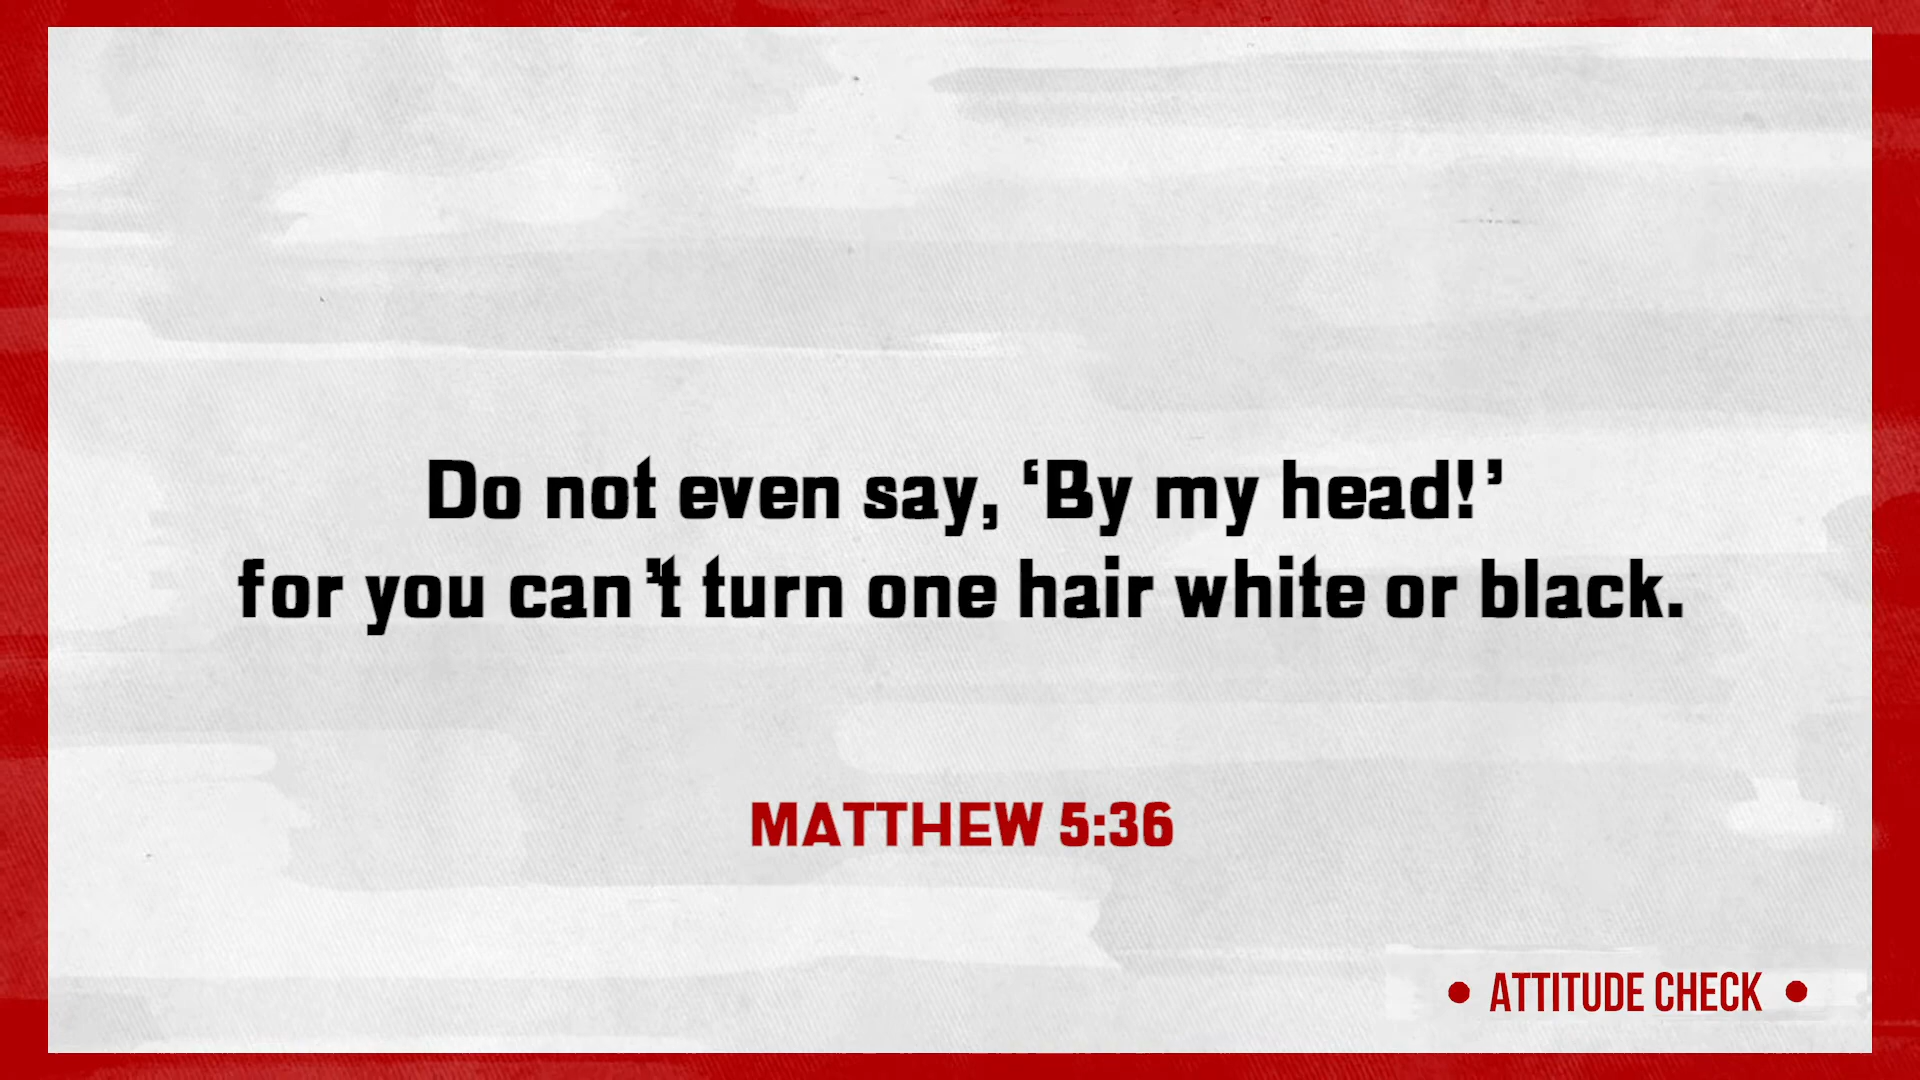 Do not even say, ‘By my head!’
for you can’t turn one hair white or black.
MATTHEW 5:36
• ATTITUDE CHECK •